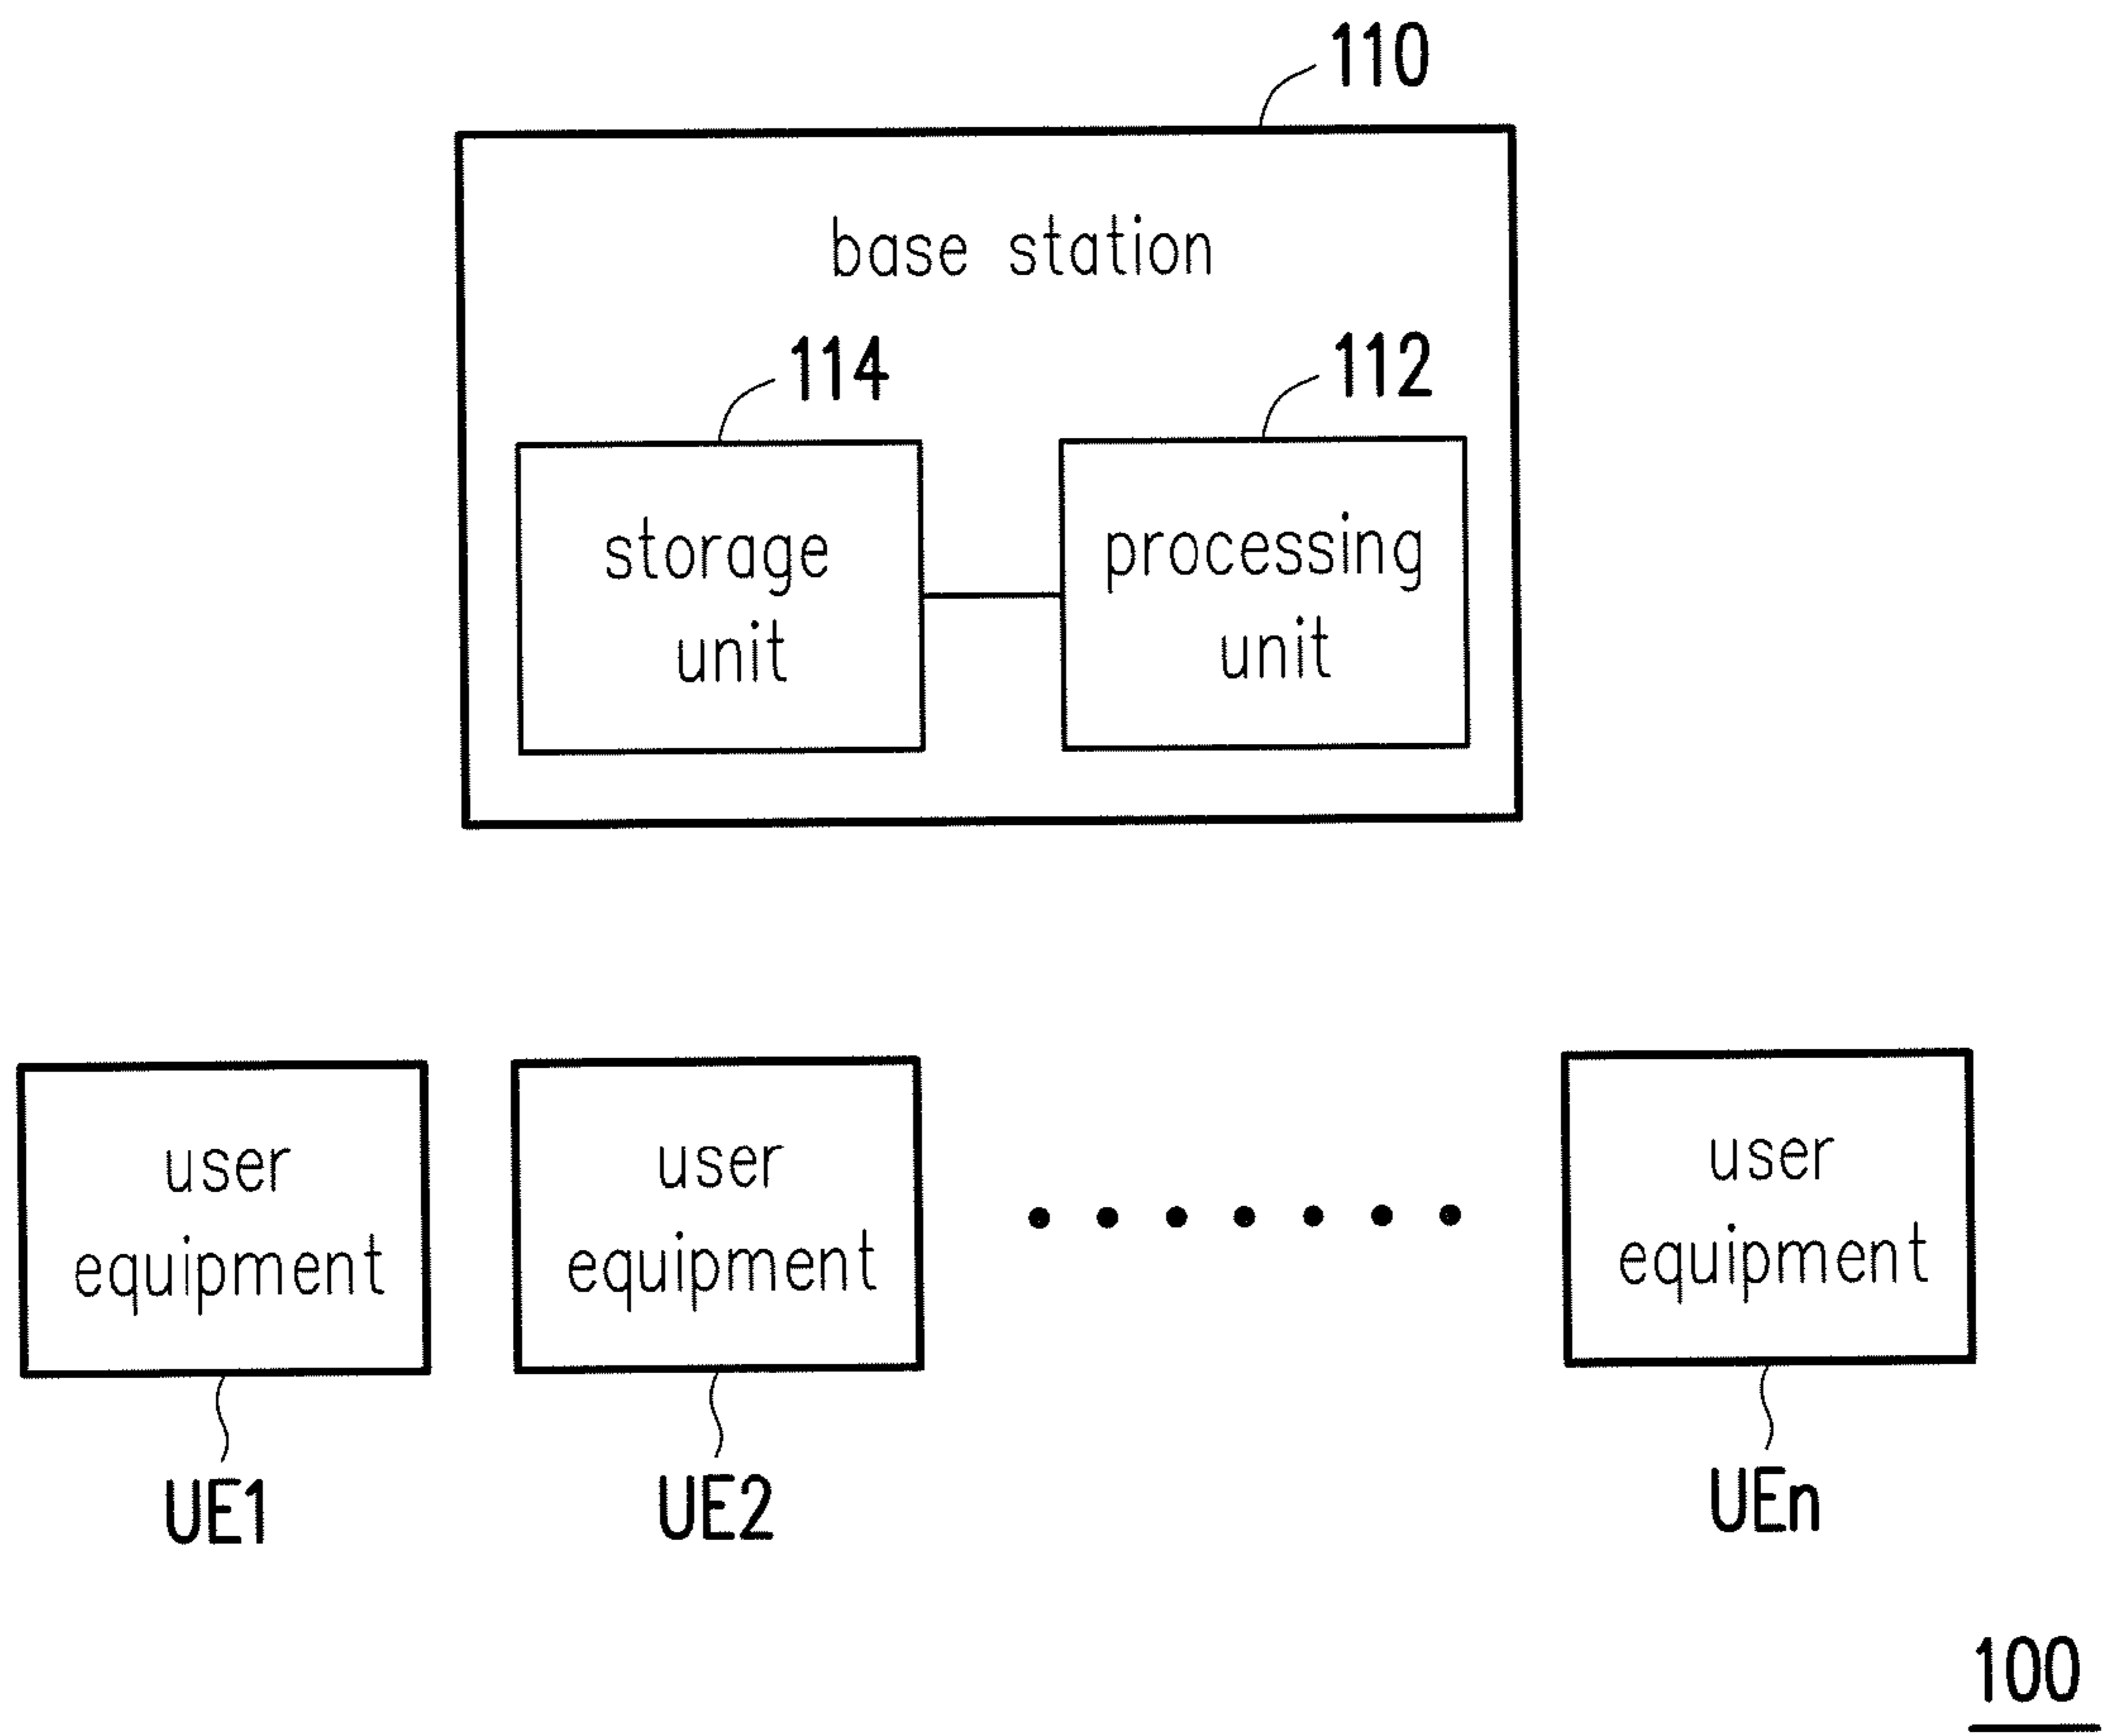 110
base station
114
112
storage
unit
processing
unit
user
equipment
user
equipment
user
equipment
UE1
UE2
UEn
100